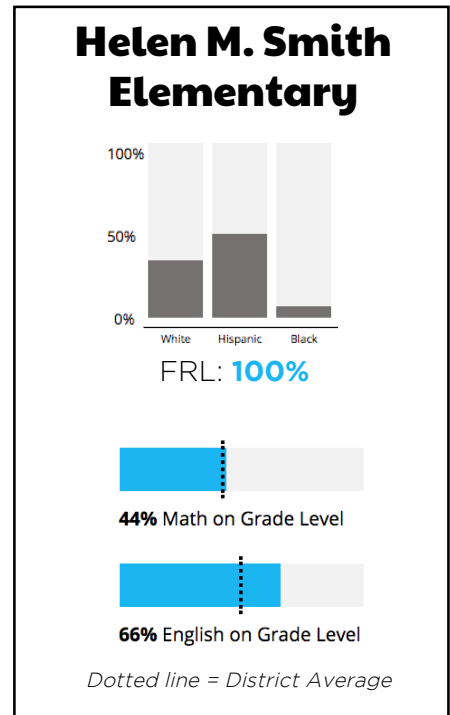 Helen M. Smith
Elementary
100%
50%
0%
White Hispanic Black
FRL: 100%
44% Math on Grade Level
66% English on Grade Level
Dotted line = District Average